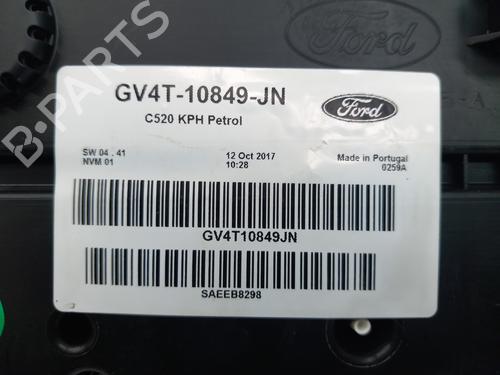 Ford
GV4T-10849-JN
C520 KPH Petrol
Ford
SW 04 . 41
NVM 01
12 Oct 2017
10:28
Made in Portugal
0259A
GV4T10849JN
SAEEB8298
B-PARTS